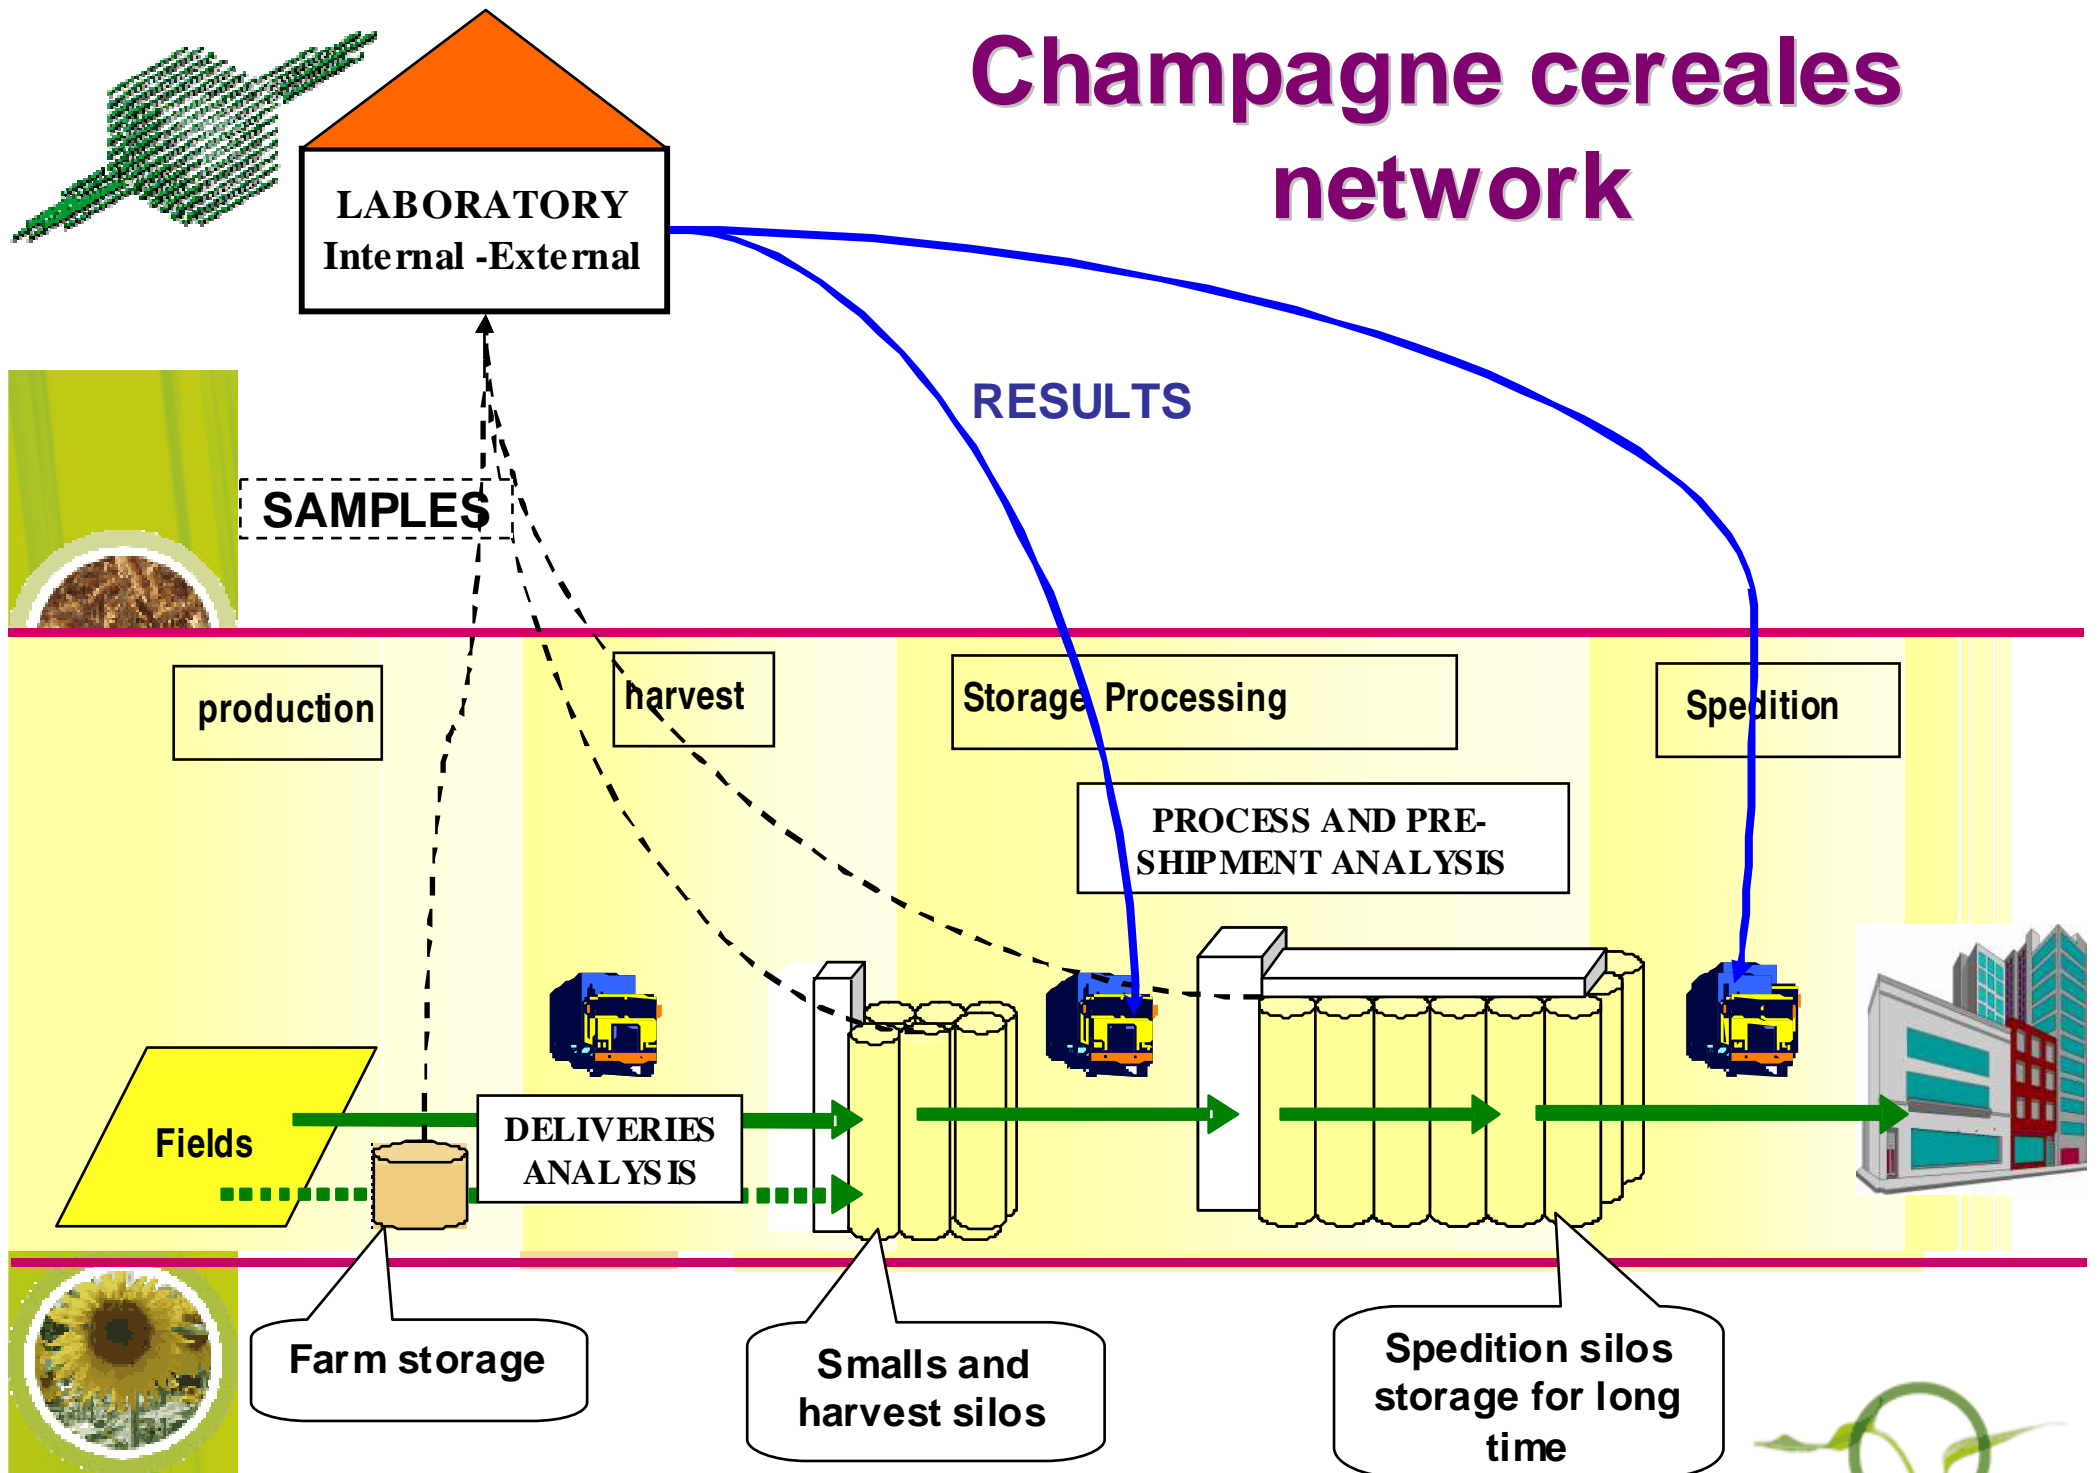 Champagne cereales
network
LABORATORY
Internal -External
RESULTS
SAMPLES
production
harvest
Storage Processing
Spedition
PROCESS AND PRE-
SHIPMENT ANALYSIS
Fields
DELIVERIES
ANALYSIS
Farm storage
Smalls and
harvest silos
Spedition silos
storage for long
time